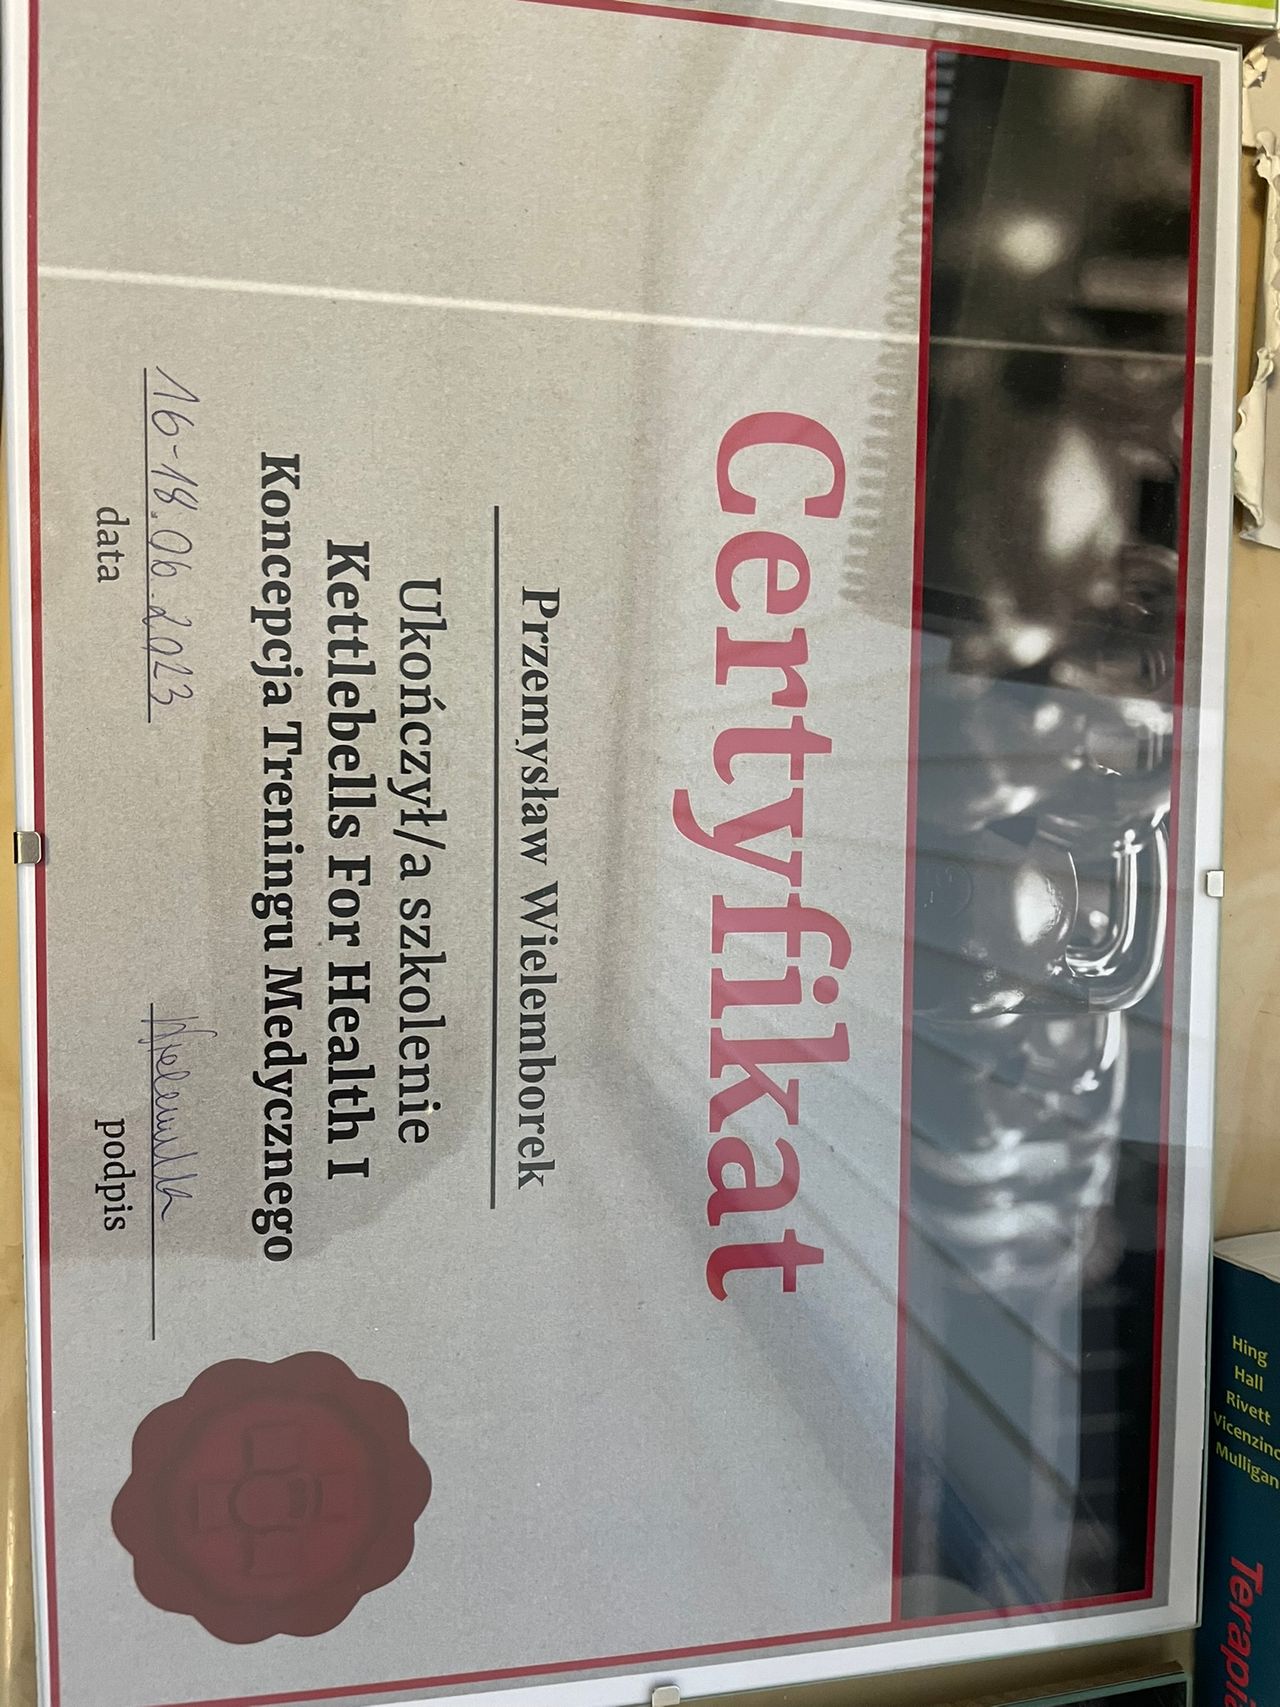 Certyfikat
Przemysław Wielemborek
Ukończył/a szkolenie
Kettlebells For Health I
Koncepcja Treningu Medycznego
16-18.06.2023
data
podpis
Hing
Hall
Rivett
Vicenzino
Mulligan